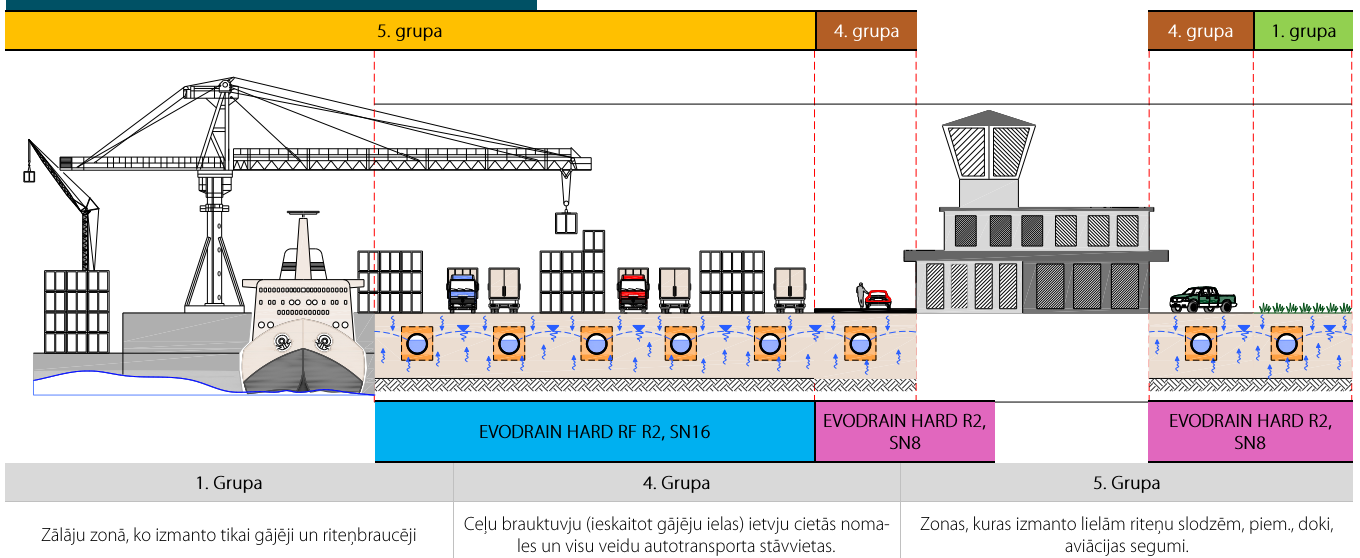 5. grupa
4. grupa
4. grupa
1. grupa
EVODRAIN HARD RF R2, SN16
EVODRAIN HARD R2,
SN8
EVODRAIN HARD R2,
SN8
1. Grupa
4. Grupa
5. Grupa
Zālāju zonā, ko izmanto tikai gājēji un riteņbraucēji
Ceļu brauktuvju (ieskaitot gājēju ielas) ietvju cietās noma-
les un visu veidu autotransporta stāvvietas.
Zonas, kuras izmanto lielām riteņu slodzēm, piem., doki,
aviācijas segumi.